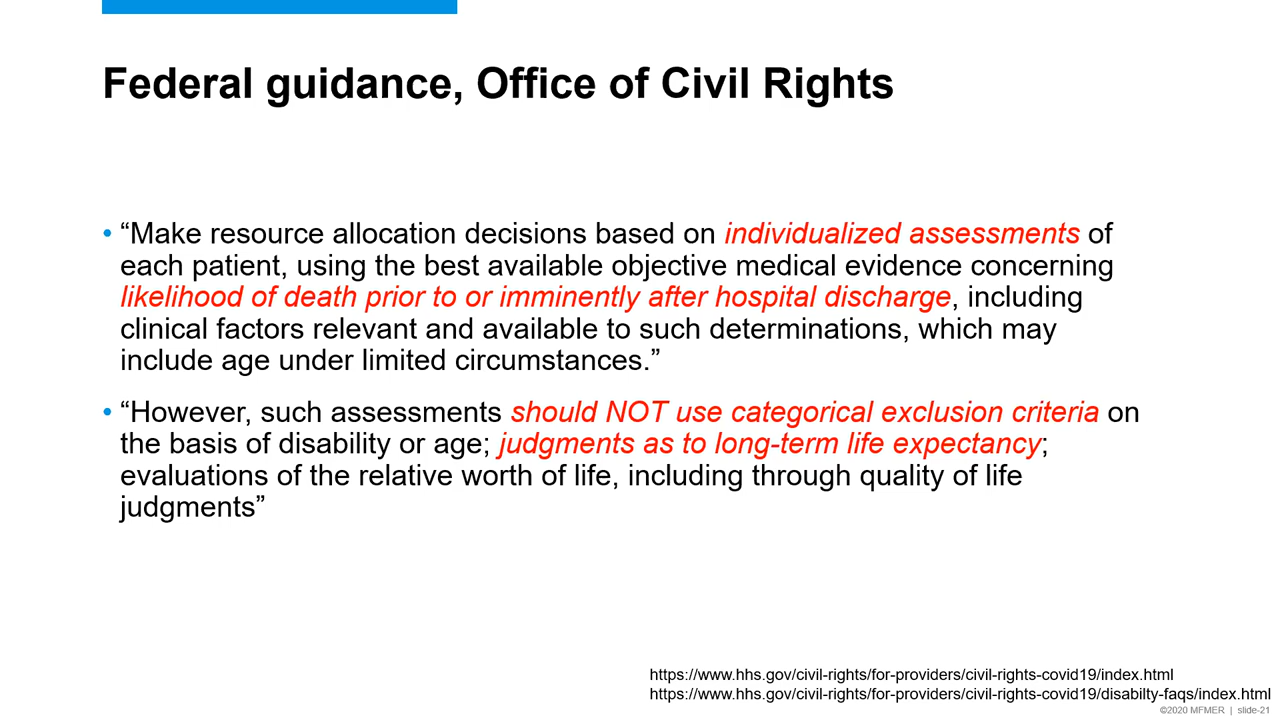 Federal guidance, Office of Civil Rights
• “Make resource allocation decisions based on individualized assessments of
each patient, using the best available objective medical evidence concerning
likelihood of death prior to or imminently after hospital discharge, including
clinical factors relevant and available to such determinations, which may
include age under limited circumstances.”
• “However, such assessments should NOT use categorical exclusion criteria on
the basis of disability or age; judgments as to long-term life expectancy;
evaluations of the relative worth of life, including through quality of life
judgments”
https://www.hhs.gov/civil-rights/for-providers/civil-rights-covid19/index.html
https://www.hhs.gov/civil-rights/for-providers/civil-rights-covid19/disabilty-faqs/index.html
©2020 MFMER | slide-21